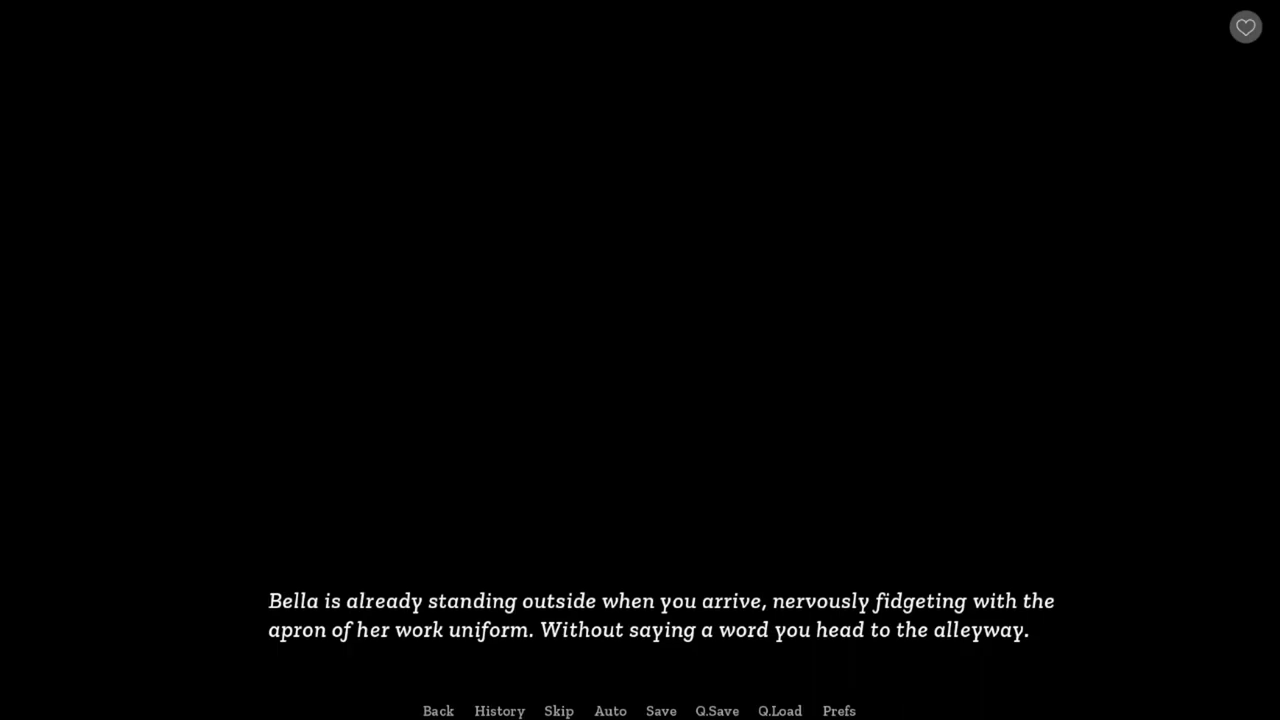 Bella is already standing outside when you arrive, nervously fidgeting with the
apron of her work uniform. Without saying a word you head to the alleyway.
Back History Skip Auto Save Q.Save Q.Load Prefs